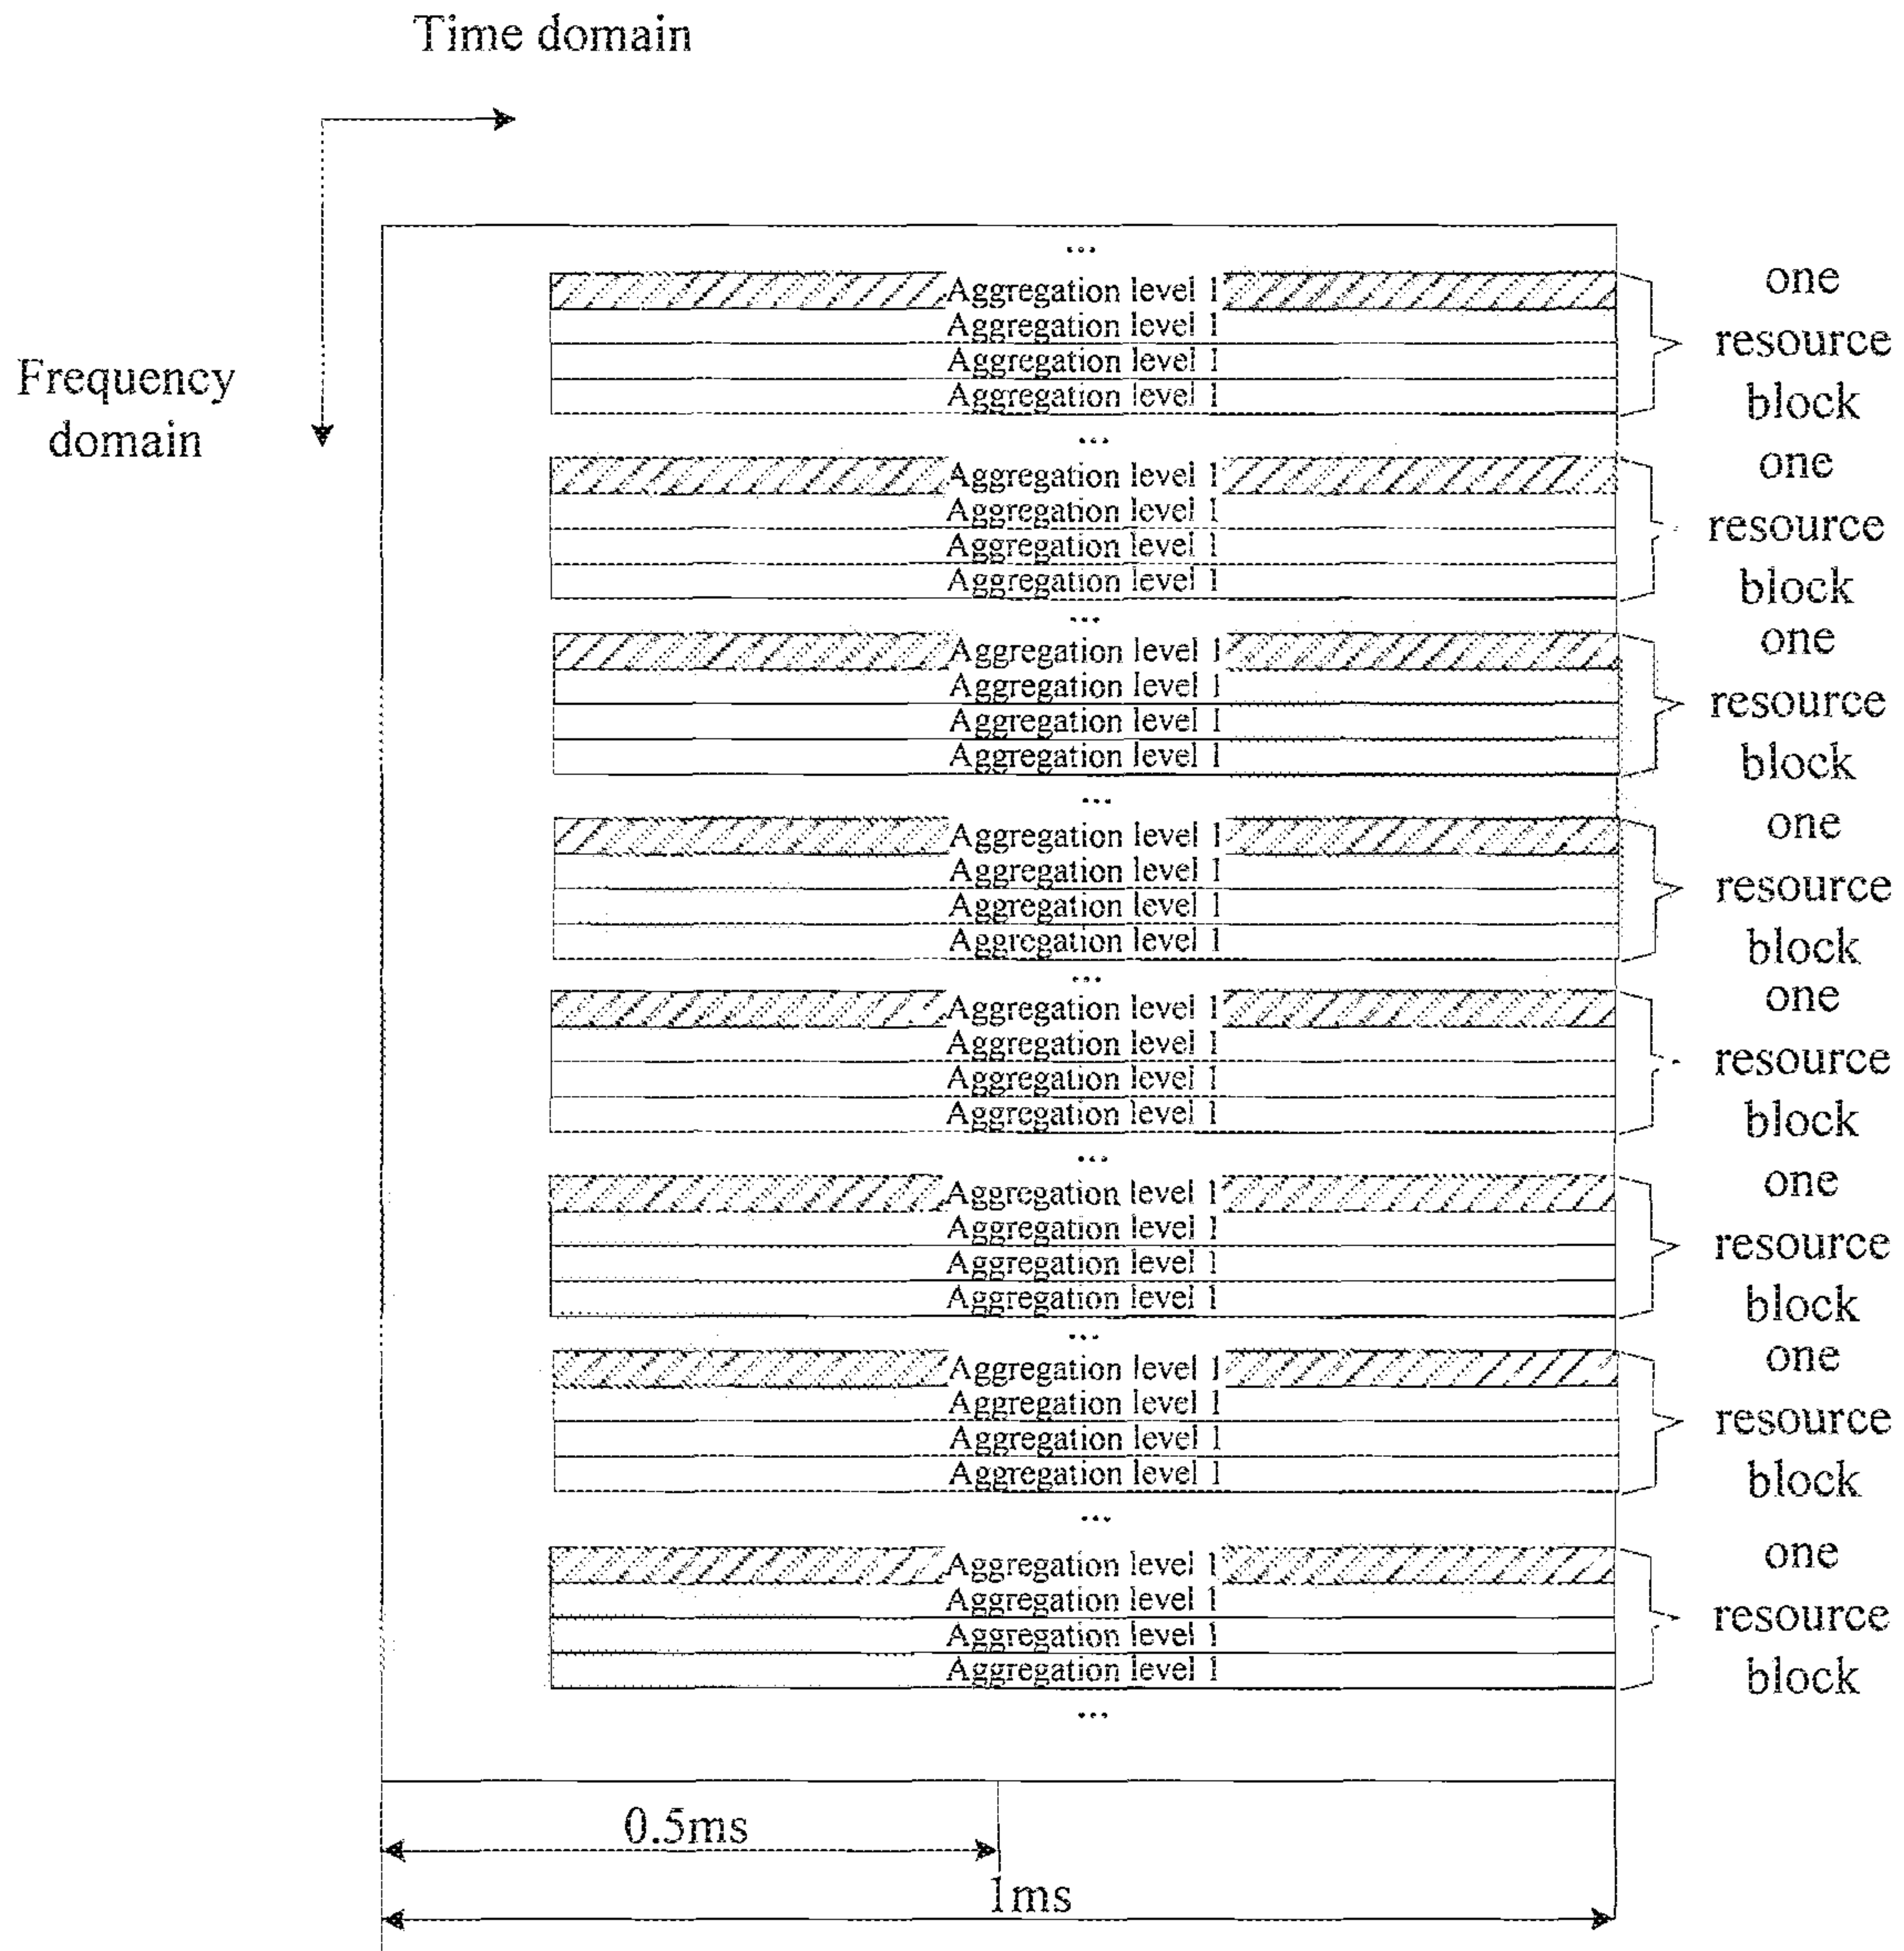 Time domain
Frequency
domain
...
Aggregation level 1
Aggregation level 1
Aggregation level 1
Aggregation level 1
one
resource
block
...
Aggregation level 1
Aggregation level 1
Aggregation level 1
Aggregation level 1
one
resource
block
...
Aggregation level 1
Aggregation level 1
Aggregation level 1
Aggregation level 1
one
resource
block
...
Aggregation level 1
Aggregation level 1
Aggregation level 1
Aggregation level 1
one
resource
block
...
Aggregation level 1
Aggregation level 1
Aggregation level 1
Aggregation level 1
one
resource
block
...
Aggregation level 1
Aggregation level 1
Aggregation level 1
Aggregation level 1
one
resource
block
...
Aggregation level 1
Aggregation level 1
Aggregation level 1
Aggregation level 1
one
resource
block
...
Aggregation level 1
Aggregation level 1
Aggregation level 1
Aggregation level 1
one
resource
block
...
0.5ms
1ms